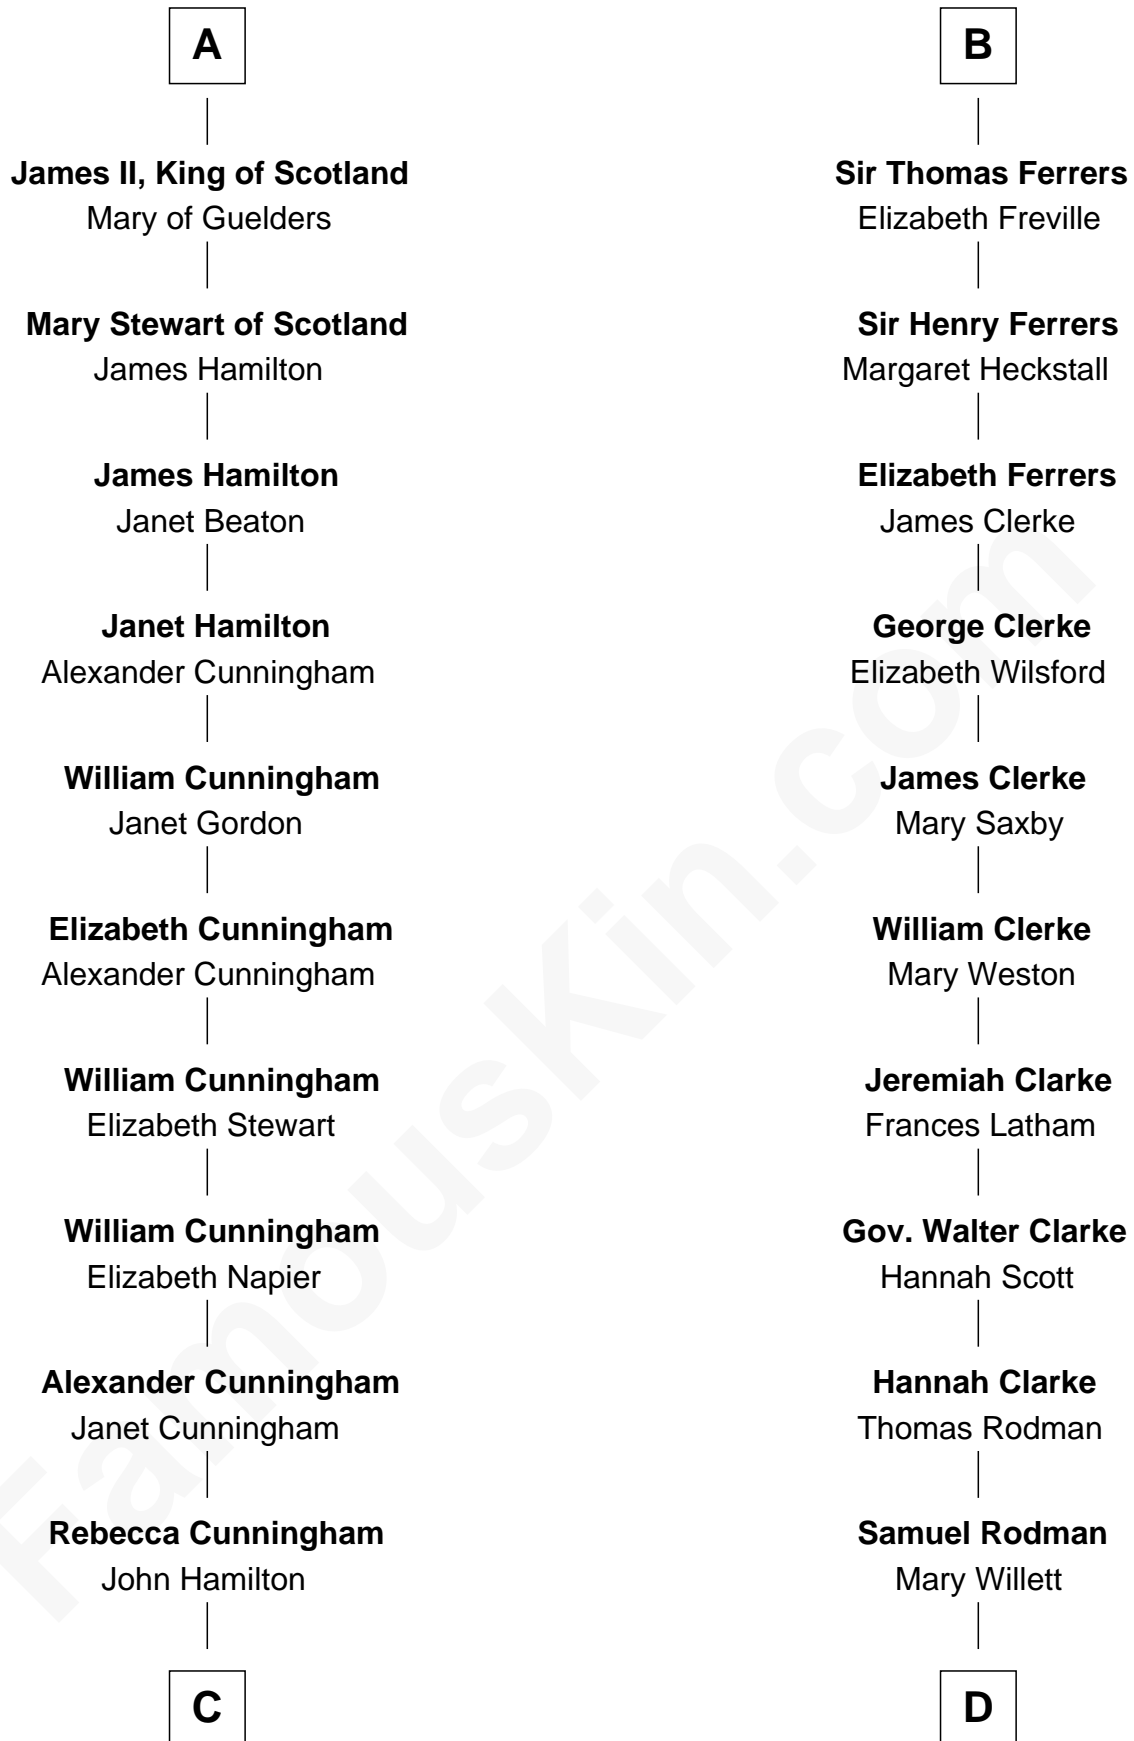 A
James II, King of Scotland
Mary of Guelders
Mary Stewart of Scotland
James Hamilton
James Hamilton
Janet Beaton
Janet Hamilton
Alexander Cunningham
William Cunningham
Janet Gordon
Elizabeth Cunningham
Alexander Cunningham
William Cunningham
Elizabeth Stewart
William Cunningham
Elizabeth Napier
Alexander Cunningham
Janet Cunningham
Rebecca Cunningham
John Hamilton
C
B
Sir Thomas Ferrers
Elizabeth Freville
Sir Henry Ferrers
Margaret Heckstall
Elizabeth Ferrers
James Clerke
George Clerke
Elizabeth Wilsford
James Clerke
Mary Saxby
William Clerke
Mary Weston
Jeremiah Clarke
Frances Latham
Gov. Walter Clarke
Hannah Scott
Hannah Clarke
Thomas Rodman
Samuel Rodman
Mary Willett
D
FamousKin.com